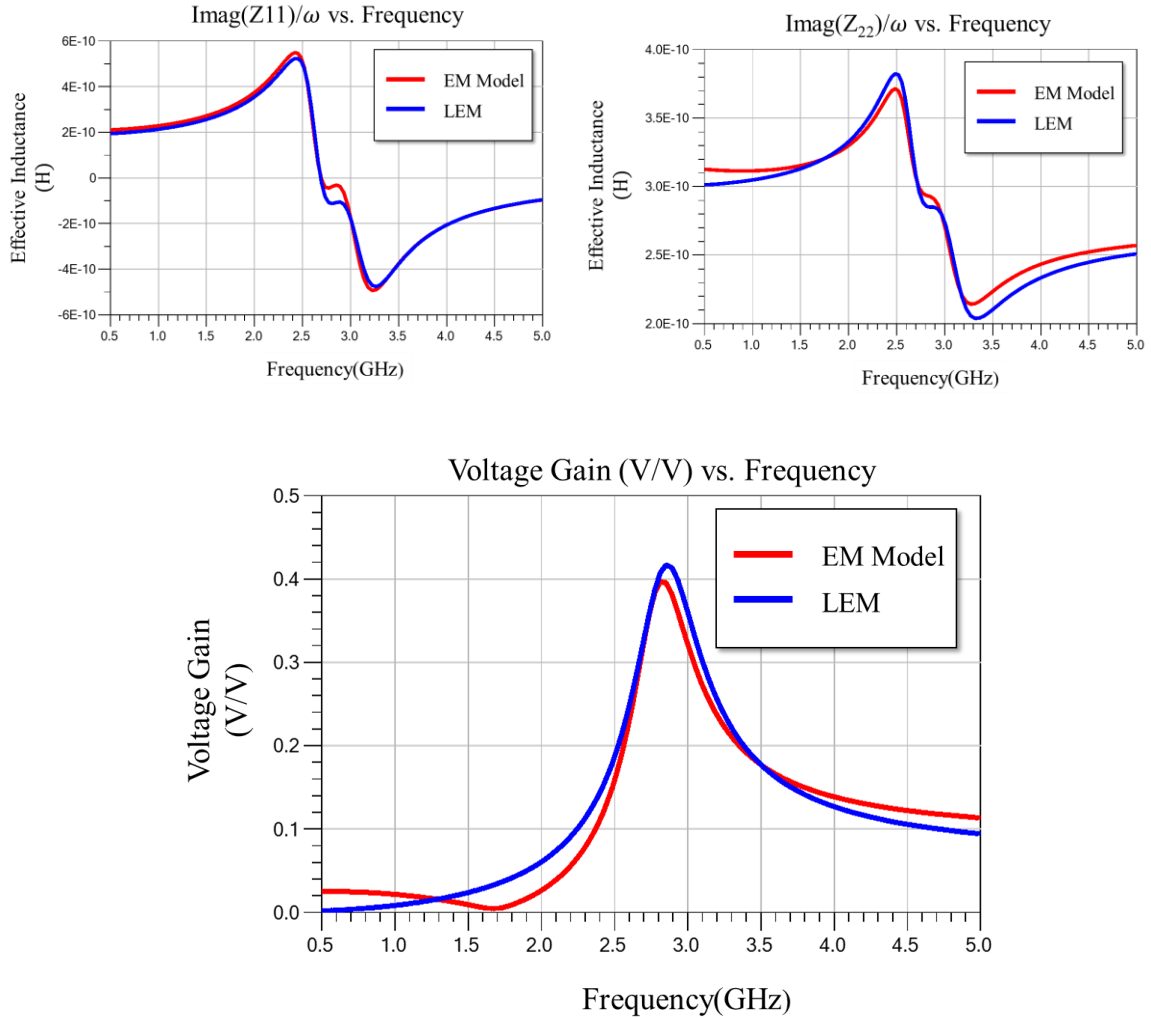 Imag(Z11)/ω vs. Frequency
6E-10
4E-10
2E-10
0
-2E-10
-4E-10
-6E-10
Effective Inductance
(H)
EM Model
LEM
0.5 1.0 1.5 2.0 2.5 3.0 3.5 4.0 4.5 5.0
Frequency(GHz)
Imag(Z₂₂)/ω vs. Frequency
4.0E-10
3.5E-10
3.0E-10
2.5E-10
2.0E-10
Effective Inductance
(H)
EM Model
LEM
0.5 1.0 1.5 2.0 2.5 3.0 3.5 4.0 4.5 5.0
Frequency(GHz)
Voltage Gain (V/V) vs. Frequency
0.5
0.4
0.3
0.2
0.1
0.0
Voltage Gain
(V/V)
EM Model
LEM
0.5 1.0 1.5 2.0 2.5 3.0 3.5 4.0 4.5 5.0
Frequency(GHz)